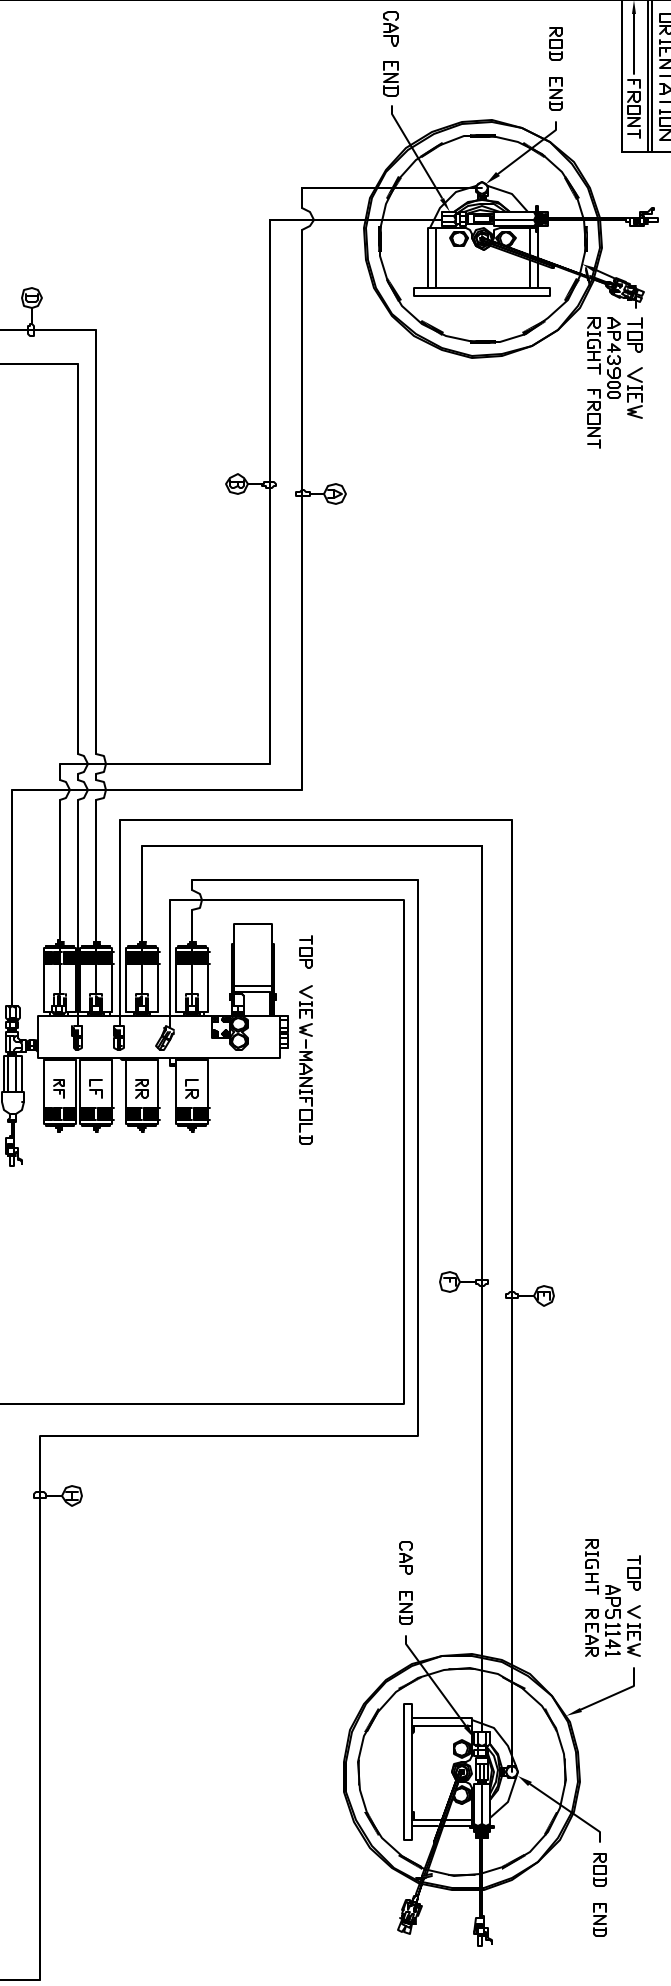 ORIENTATION
FRONT
ROD END
CAP END
TOP VIEW
AP43900
RIGHT FRONT
A
B
D
TOP VIEW-MANIFOLD
LR
RR
LF
RF
E
F
H
TOP VIEW
AP51141
RIGHT REAR
CAP END
ROD END